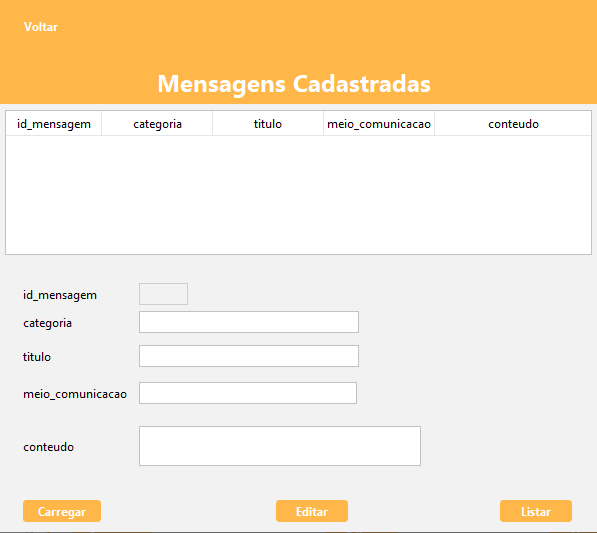 Voltar
Mensagens Cadastradas
id_mensagem categoria titulo meio_comunicacao conteudo
id_mensagem
categoria
titulo
meio_comunicacao
conteudo
Carregar Editar Listar